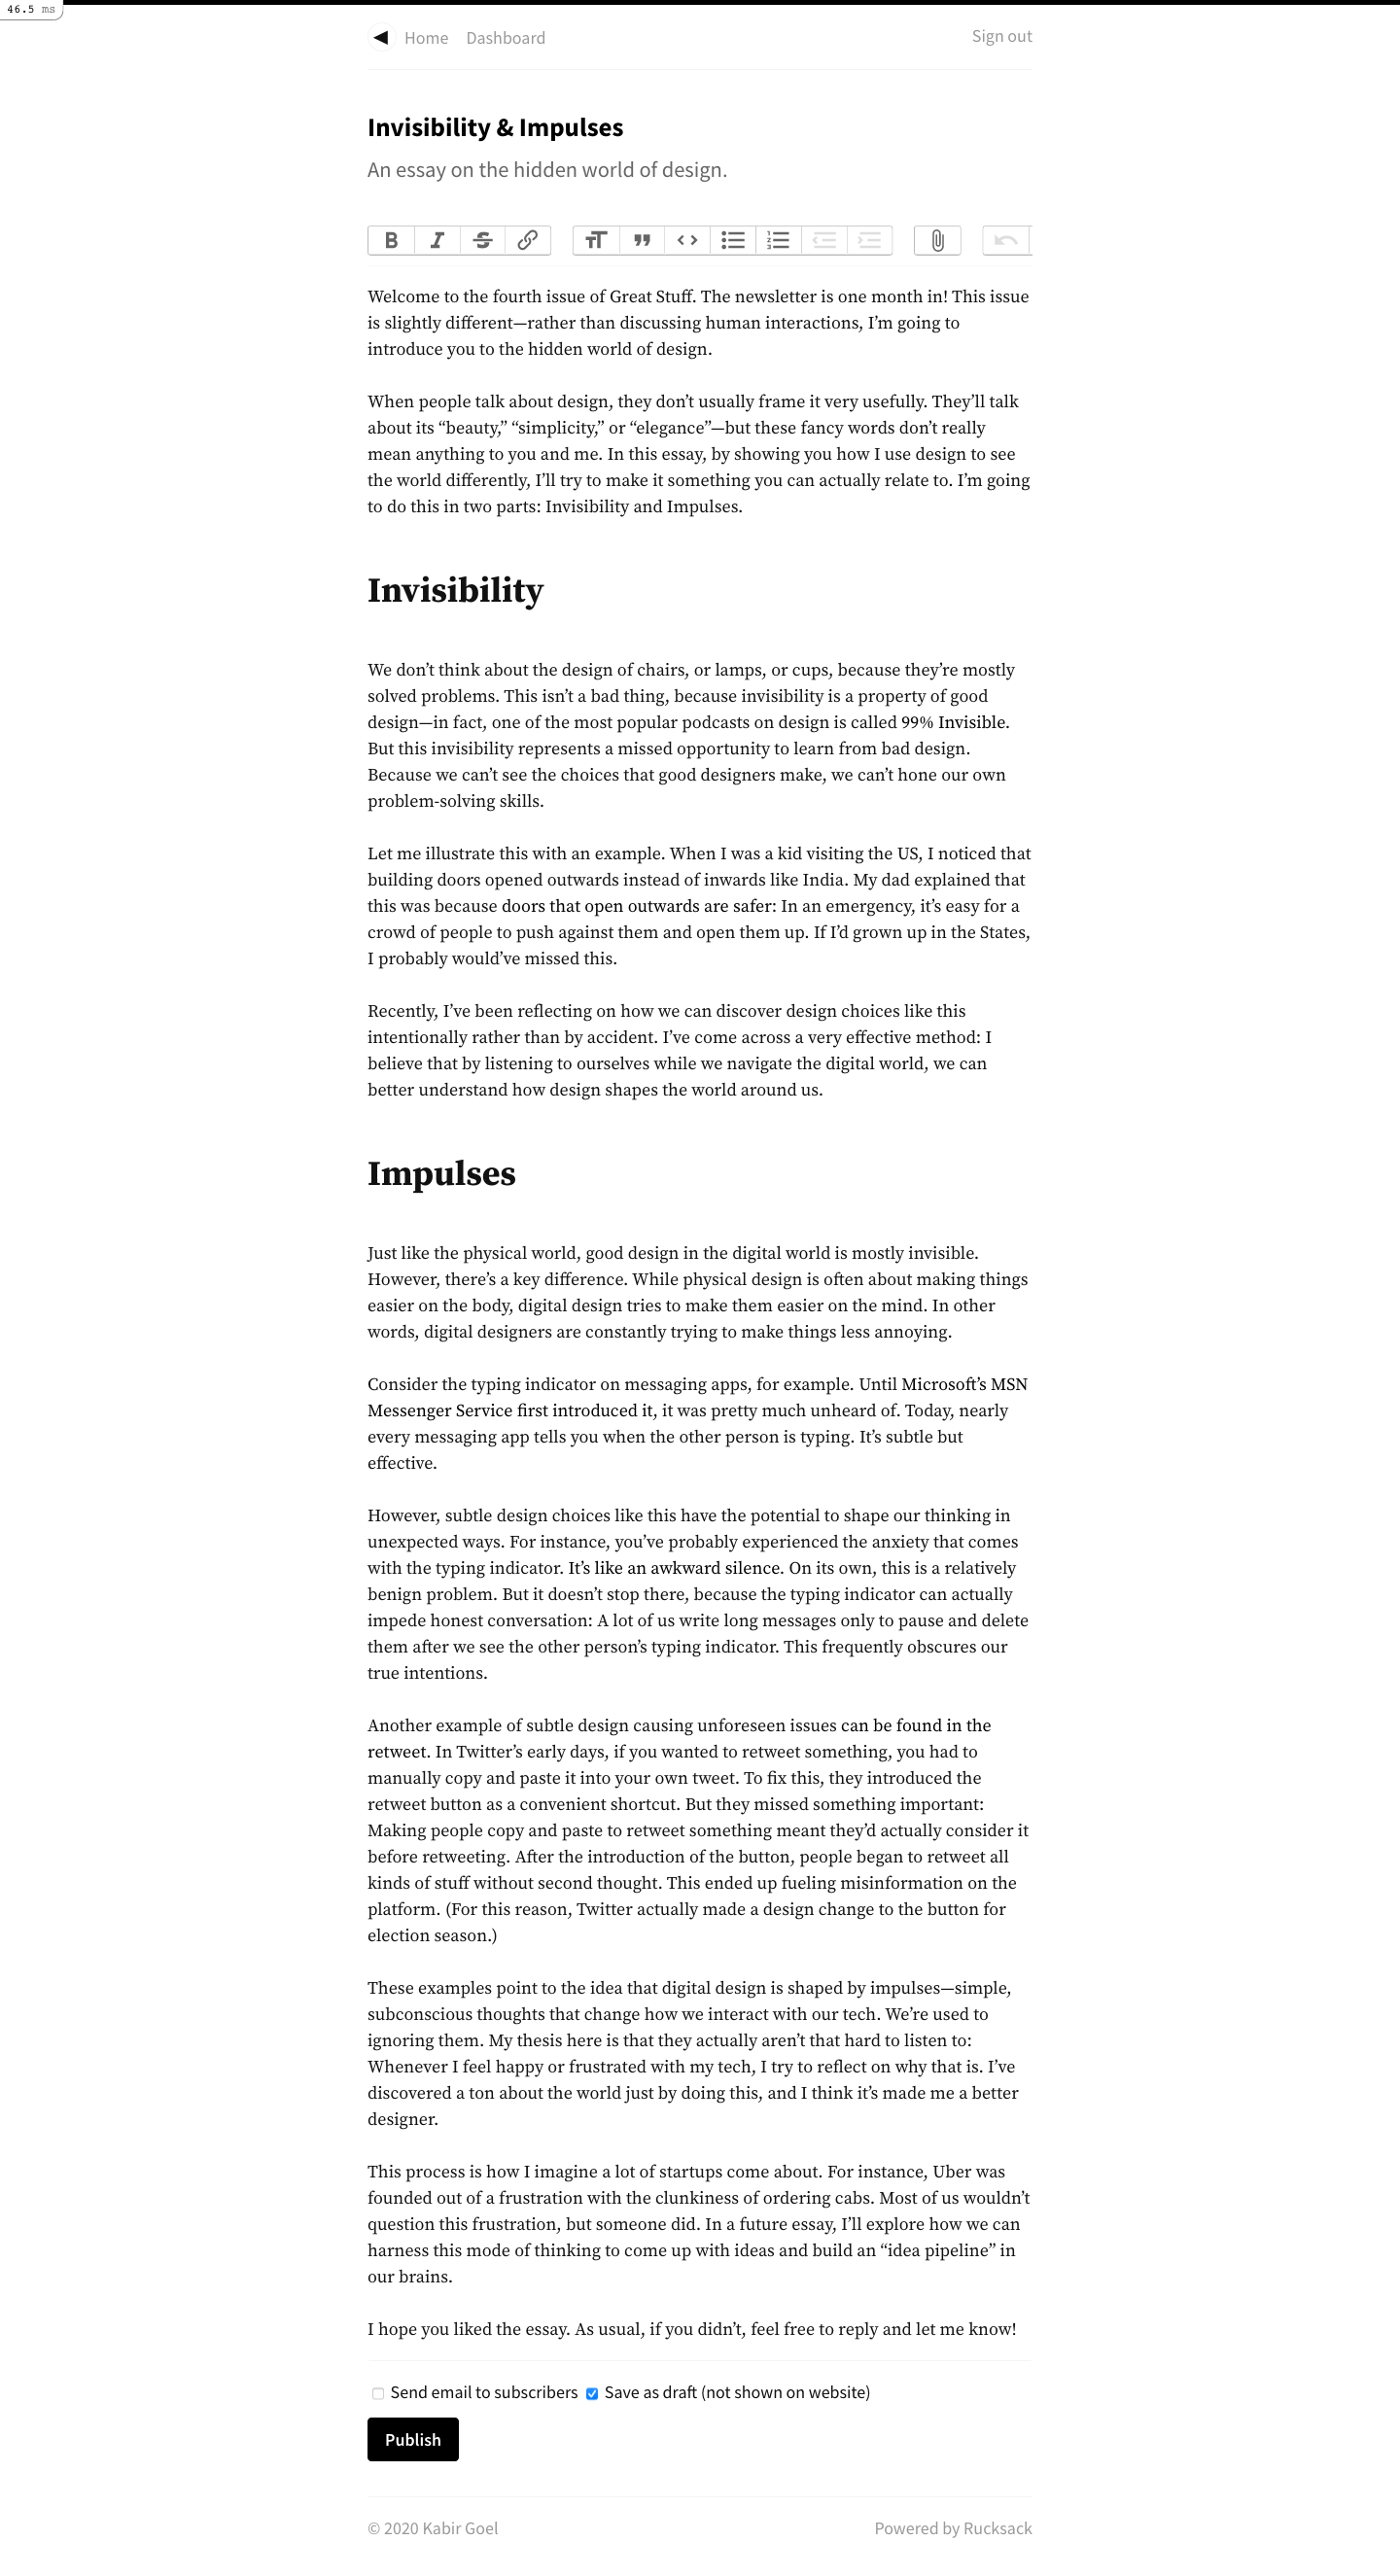 46.5 ms
Home Dashboard Sign out
Invisibility & Impulses
An essay on the hidden world of design.
Welcome to the fourth issue of Great Stuff. The newsletter is one month in! This issue
is slightly different—rather than discussing human interactions, I’m going to
introduce you to the hidden world of design.
When people talk about design, they don’t usually frame it very usefully. They’ll talk
about its “beauty,” “simplicity,” or “elegance”—but these fancy words don’t really
mean anything to you and me. In this essay, by showing you how I use design to see
the world differently, I’ll try to make it something you can actually relate to. I’m going
to do this in two parts: Invisibility and Impulses.
Invisibility
We don’t think about the design of chairs, or lamps, or cups, because they’re mostly
solved problems. This isn’t a bad thing, because invisibility is a property of good
design—in fact, one of the most popular podcasts on design is called 99% Invisible.
But this invisibility represents a missed opportunity to learn from bad design.
Because we can’t see the choices that good designers make, we can’t hone our own
problem-solving skills.
Let me illustrate this with an example. When I was a kid visiting the US, I noticed that
building doors opened outwards instead of inwards like India. My dad explained that
this was because doors that open outwards are safer: In an emergency, it’s easy for a
crowd of people to push against them and open them up. If I’d grown up in the States,
I probably would’ve missed this.
Recently, I’ve been reflecting on how we can discover design choices like this
intentionally rather than by accident. I’ve come across a very effective method: I
believe that by listening to ourselves while we navigate the digital world, we can
better understand how design shapes the world around us.
Impulses
Just like the physical world, good design in the digital world is mostly invisible.
However, there’s a key difference. While physical design is often about making things
easier on the body, digital design tries to make them easier on the mind. In other
words, digital designers are constantly trying to make things less annoying.
Consider the typing indicator on messaging apps, for example. Until Microsoft’s MSN
Messenger Service first introduced it, it was pretty much unheard of. Today, nearly
every messaging app tells you when the other person is typing. It’s subtle but
effective.
However, subtle design choices like this have the potential to shape our thinking in
unexpected ways. For instance, you’ve probably experienced the anxiety that comes
with the typing indicator. It’s like an awkward silence. On its own, this is a relatively
benign problem. But it doesn’t stop there, because the typing indicator can actually
impede honest conversation: A lot of us write long messages only to pause and delete
them after we see the other person’s typing indicator. This frequently obscures our
true intentions.
Another example of subtle design causing unforeseen issues can be found in the
retweet. In Twitter’s early days, if you wanted to retweet something, you had to
manually copy and paste it into your own tweet. To fix this, they introduced the
retweet button as a convenient shortcut. But they missed something important:
Making people copy and paste to retweet something meant they’d actually consider it
before retweeting. After the introduction of the button, people began to retweet all
kinds of stuff without second thought. This ended up fueling misinformation on the
platform. (For this reason, Twitter actually made a design change to the button for
election season.)
These examples point to the idea that digital design is shaped by impulses—simple,
subconscious thoughts that change how we interact with our tech. We’re used to
ignoring them. My thesis here is that they actually aren’t that hard to listen to:
Whenever I feel happy or frustrated with my tech, I try to reflect on why that is. I’ve
discovered a ton about the world just by doing this, and I think it’s made me a better
designer.
This process is how I imagine a lot of startups come about. For instance, Uber was
founded out of a frustration with the clunkiness of ordering cabs. Most of us wouldn’t
question this frustration, but someone did. In a future essay, I’ll explore how we can
harness this mode of thinking to come up with ideas and build an “idea pipeline” in
our brains.
I hope you liked the essay. As usual, if you didn’t, feel free to reply and let me know!
Send email to subscribers Save as draft (not shown on website)
Publish
© 2020 Kabir Goel Powered by Rucksack